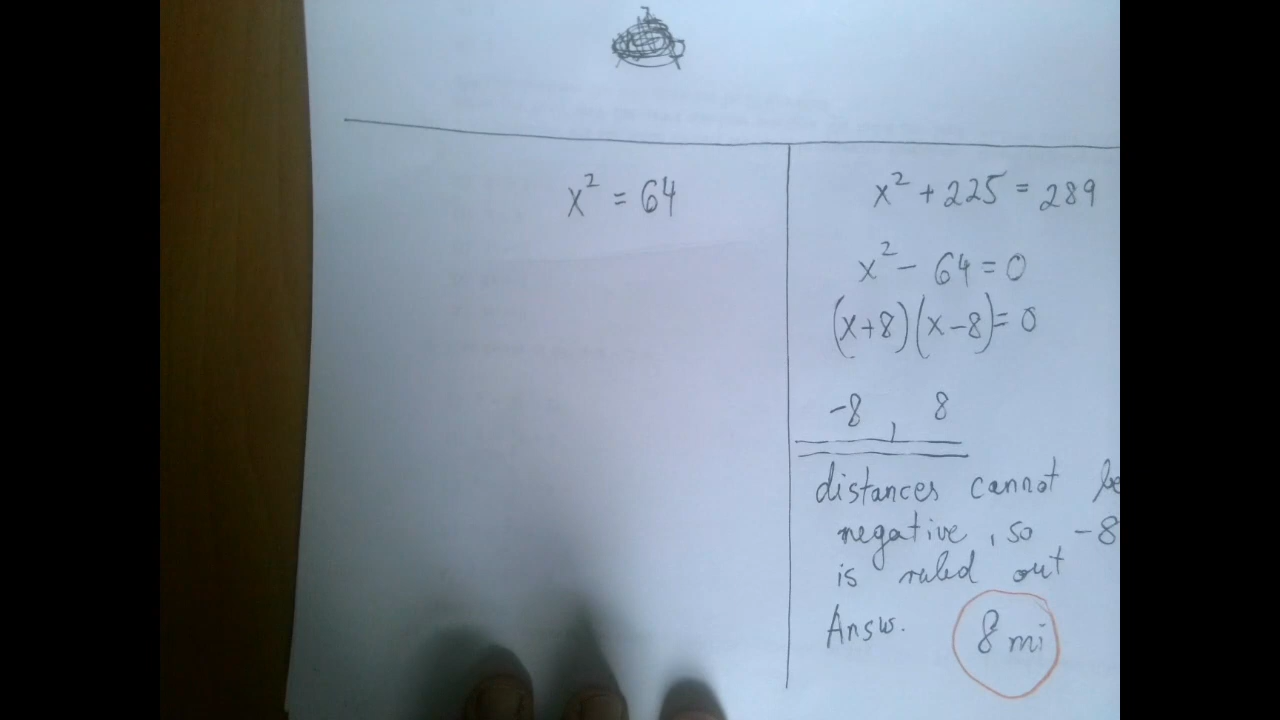 x² = 64
x² + 225 = 289
x² - 64 = 0
(x+8)(x-8) = 0
-8, 8
distances cannot be
negative, so -8
is ruled out
Answ. 8 mi